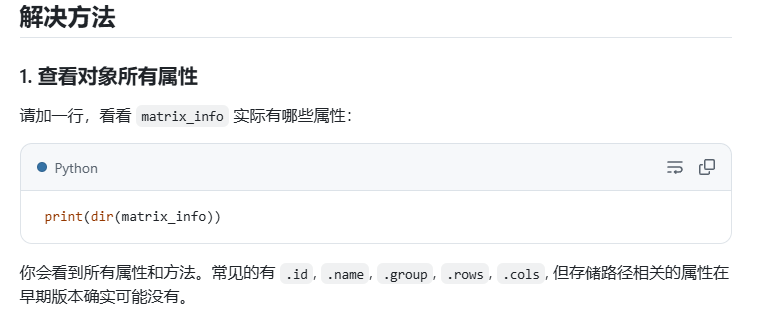 解决方法
1. 查看对象所有属性
请加一行，看看 matrix_info 实际有哪些属性：
Python
print(dir(matrix_info))
你会看到所有属性和方法。常见的有 .id, .name, .group, .rows, .cols, 但存储路径相关的属性在
早期版本确实可能没有。